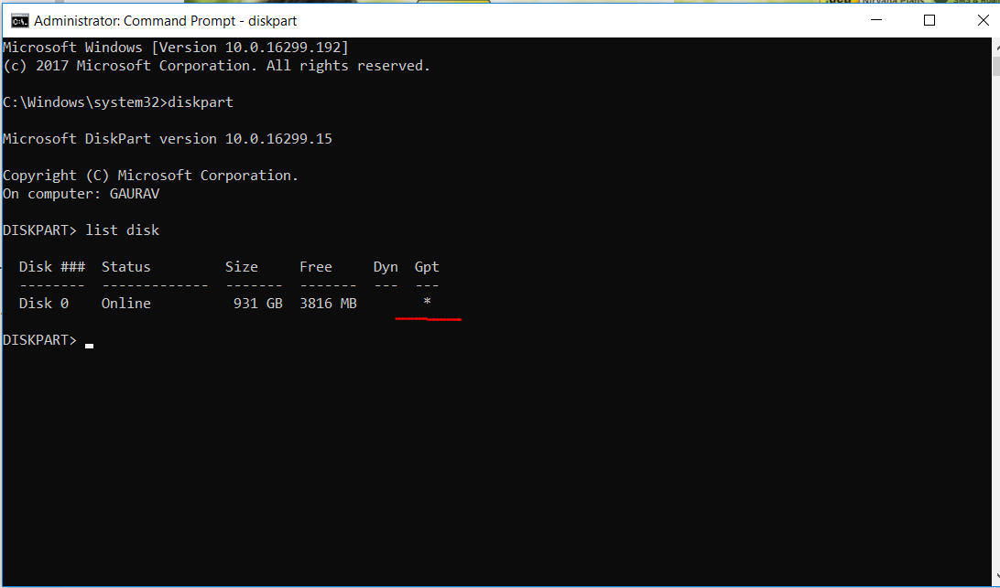 Administrator: Command Prompt - diskpart
Microsoft Windows [Version 10.0.16299.192]
(c) 2017 Microsoft Corporation. All rights reserved.
C:\Windows\system32>diskpart
Microsoft DiskPart version 10.0.16299.15
Copyright (C) Microsoft Corporation.
On computer: GAURAV
DISKPART> list disk
  Disk ###  Status         Size     Free     Dyn  Gpt
  --------  -------------  -------  -------  ---  ---
  Disk 0    Online          931 GB  3816 MB        *
DISKPART>